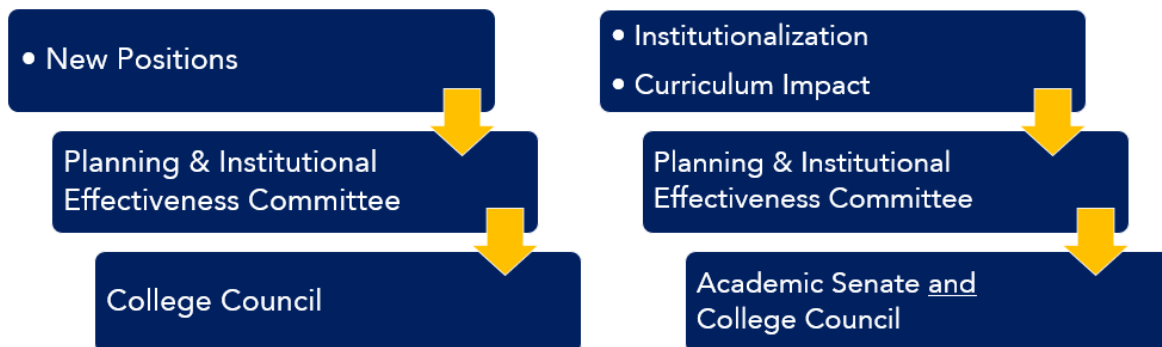 • New Positions
Planning & Institutional
Effectiveness Committee
College Council
• Institutionalization
• Curriculum Impact
Planning & Institutional
Effectiveness Committee
Academic Senate and
College Council